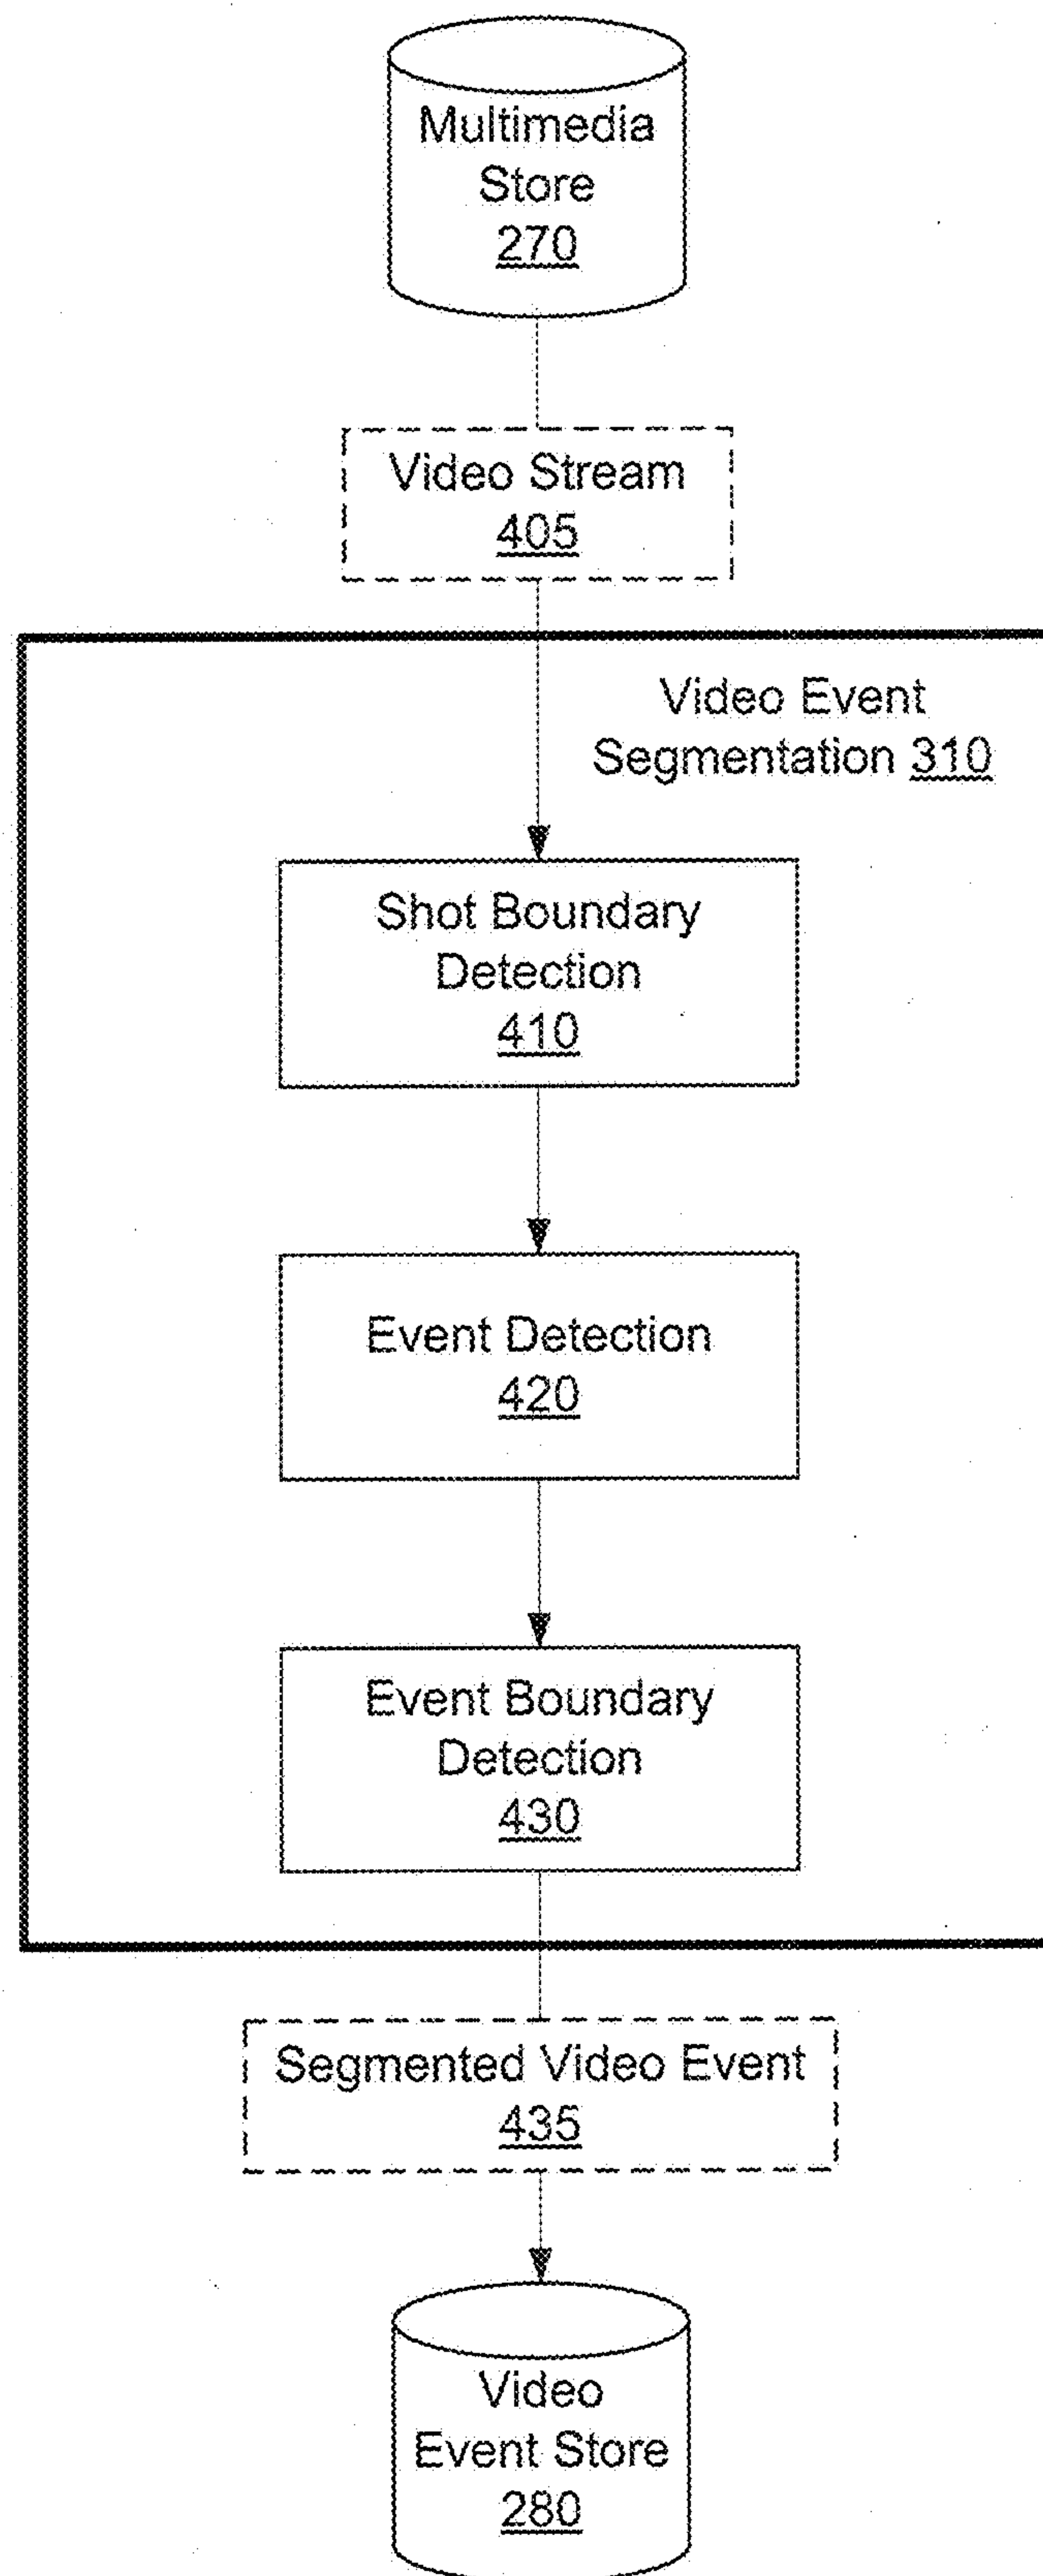 Multimedia
Store
270
Video Stream
405
Video Event
Segmentation 310
Shot Boundary
Detection
410
Event Detection
420
Event Boundary
Detection
430
Segmented Video Event
435
Video
Event Store
280